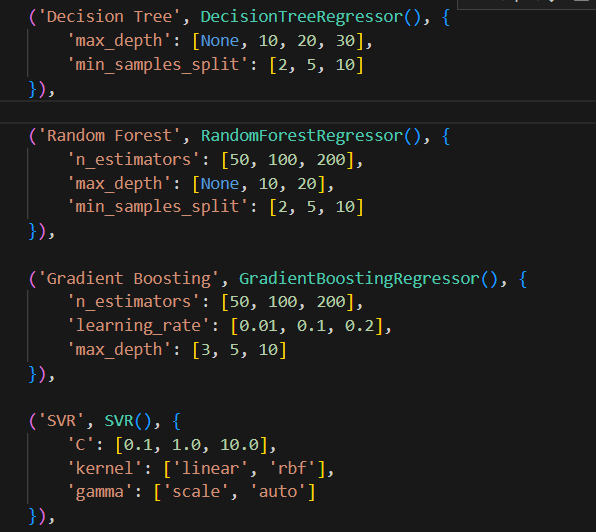 ('Decision Tree', DecisionTreeRegressor(), {
    'max_depth': [None, 10, 20, 30],
    'min_samples_split': [2, 5, 10]
}),
('Random Forest', RandomForestRegressor(), {
    'n_estimators': [50, 100, 200],
    'max_depth': [None, 10, 20],
    'min_samples_split': [2, 5, 10]
}),
('Gradient Boosting', GradientBoostingRegressor(), {
    'n_estimators': [50, 100, 200],
    'learning_rate': [0.01, 0.1, 0.2],
    'max_depth': [3, 5, 10]
}),
('SVR', SVR(), {
    'C': [0.1, 1.0, 10.0],
    'kernel': ['linear', 'rbf'],
    'gamma': ['scale', 'auto']
}),